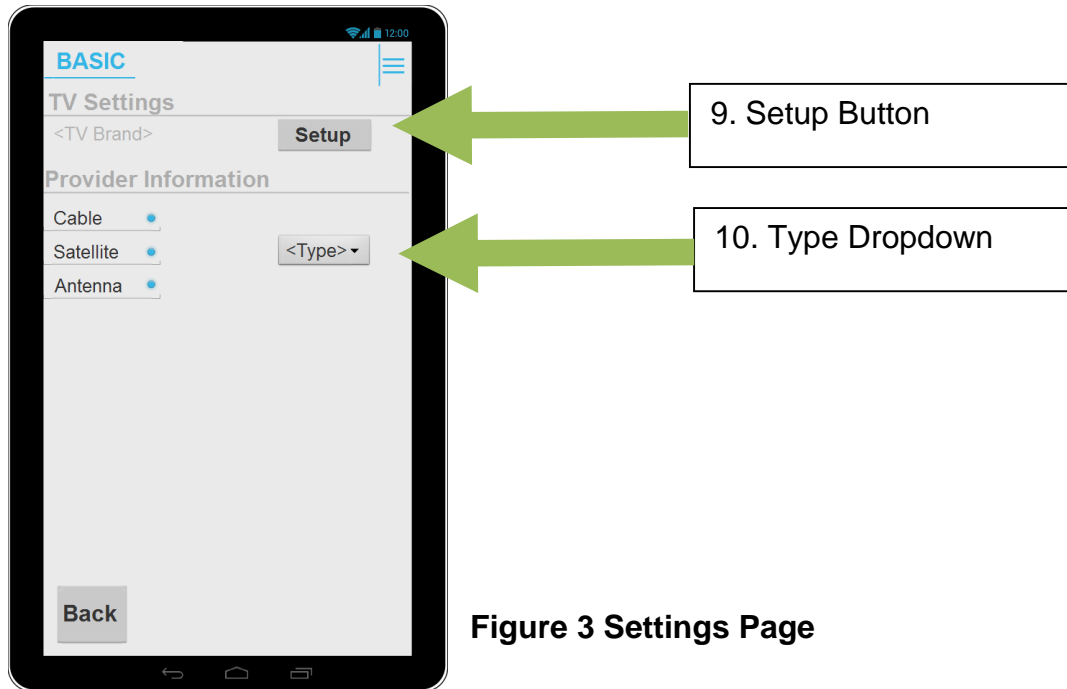 12:00
BASIC
TV Settings
<TV Brand>
Setup
9. Setup Button
Provider Information
Cable
Satellite
<Type>
10. Type Dropdown
Antenna
Back
Figure 3 Settings Page